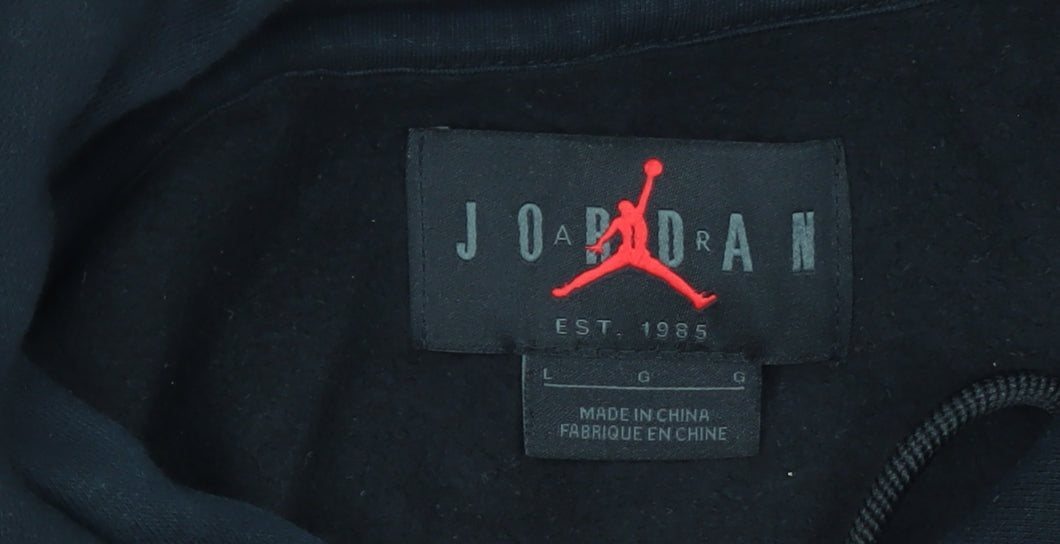 JORDAN
AIR
EST. 1985
L G G
MADE IN CHINA
FABRIQUE EN CHINE